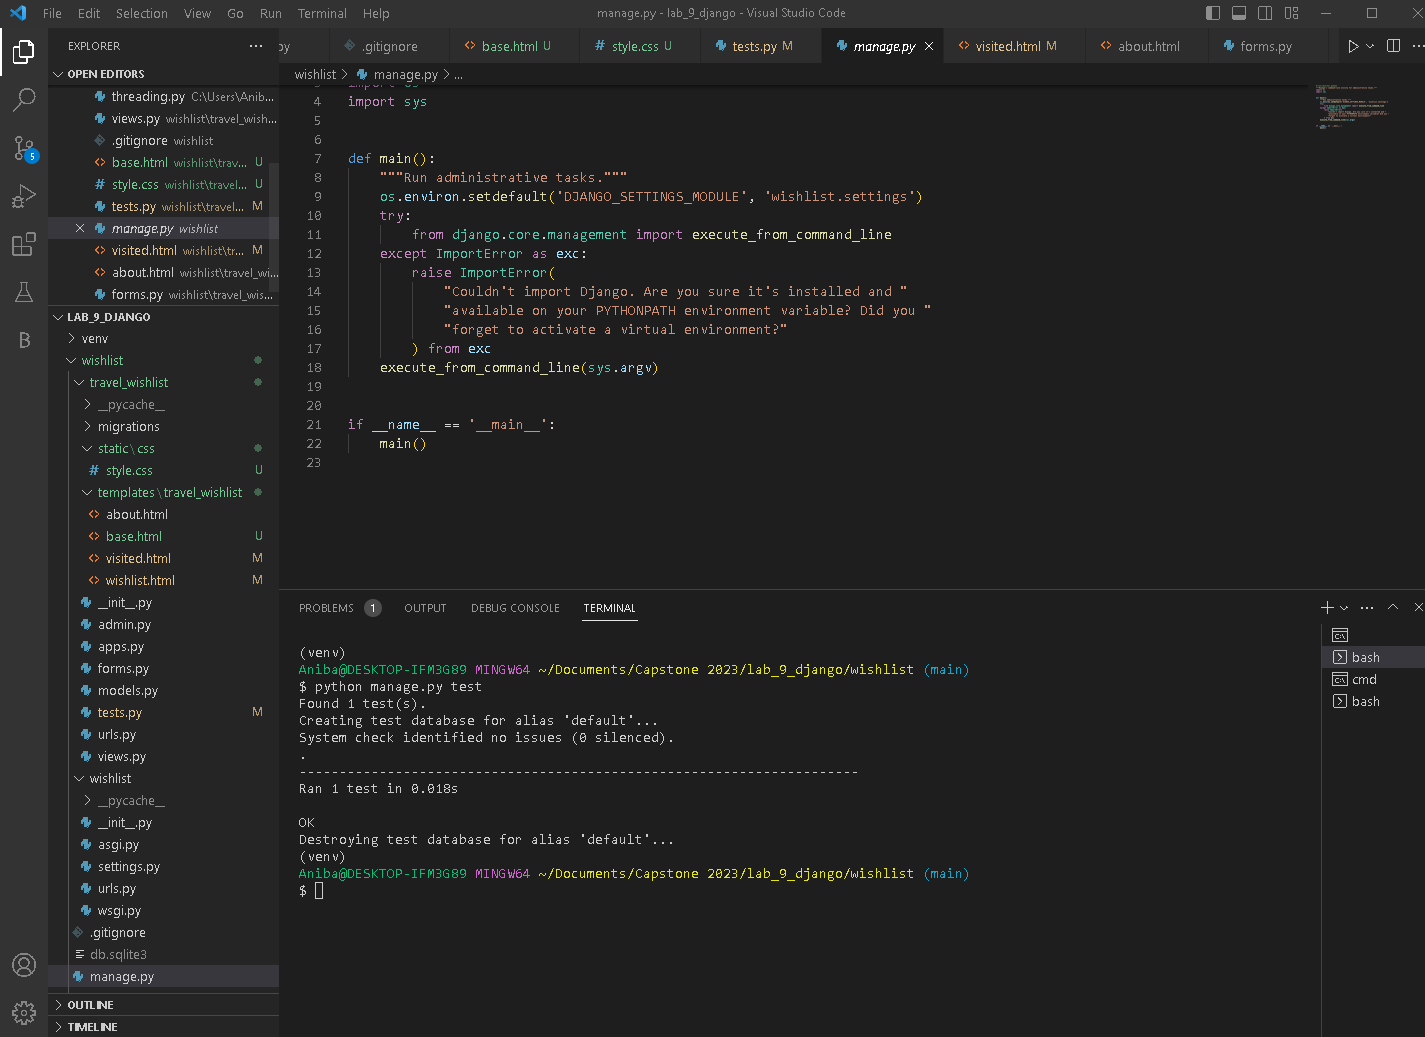 File Edit Selection View Go Run Terminal Help manage.py - lab_9_django - Visual Studio Code
EXPLORER
py .gitignore base.html U style.css U tests.py M manage.py visited.html M about.html forms.py
OPEN EDITORS
threading.py C:\Users\Anib...
views.py wishlist\travel_wish...
.gitignore wishlist
base.html wishlist\trav... U
style.css wishlist\travel... U
tests.py wishlist\travel... M
manage.py wishlist
visited.html wishlist\tr... M
about.html wishlist\travel_wi...
forms.py wishlist\travel_wis...
5
LAB_9_DJANGO
venv
wishlist
travel_wishlist
__pycache__
migrations
static\css
style.css U
templates\travel_wishlist
about.html
base.html U
visited.html M
wishlist.html M
__init__.py
admin.py
apps.py
forms.py
models.py
tests.py M
urls.py
views.py
wishlist
__pycache__
__init__.py
asgi.py
settings.py
urls.py
wsgi.py
.gitignore
db.sqlite3
manage.py
OUTLINE
TIMELINE
wishlist > manage.py > ...
3 import os
4 import sys
5
6
7 def main():
8 """Run administrative tasks."""
9 os.environ.setdefault('DJANGO_SETTINGS_MODULE', 'wishlist.settings')
10 try:
11 from django.core.management import execute_from_command_line
12 except ImportError as exc:
13 raise ImportError(
14 "Couldn't import Django. Are you sure it's installed and "
15 "available on your PYTHONPATH environment variable? Did you "
16 "forget to activate a virtual environment?"
17 ) from exc
18 execute_from_command_line(sys.argv)
19
20
21 if __name__ == '__main__':
22 main()
23
PROBLEMS 1 OUTPUT DEBUG CONSOLE TERMINAL
(venv)
Aniba@DESKTOP-IFM3G89 MINGW64 ~/Documents/Capstone 2023/lab_9_django/wishlist (main)
$ python manage.py test
Found 1 test(s).
Creating test database for alias 'default'...
System check identified no issues (0 silenced).
.
----------------------------------------------------------------------
Ran 1 test in 0.018s
OK
Destroying test database for alias 'default'...
(venv)
Aniba@DESKTOP-IFM3G89 MINGW64 ~/Documents/Capstone 2023/lab_9_django/wishlist (main)
$
bash
cmd
bash